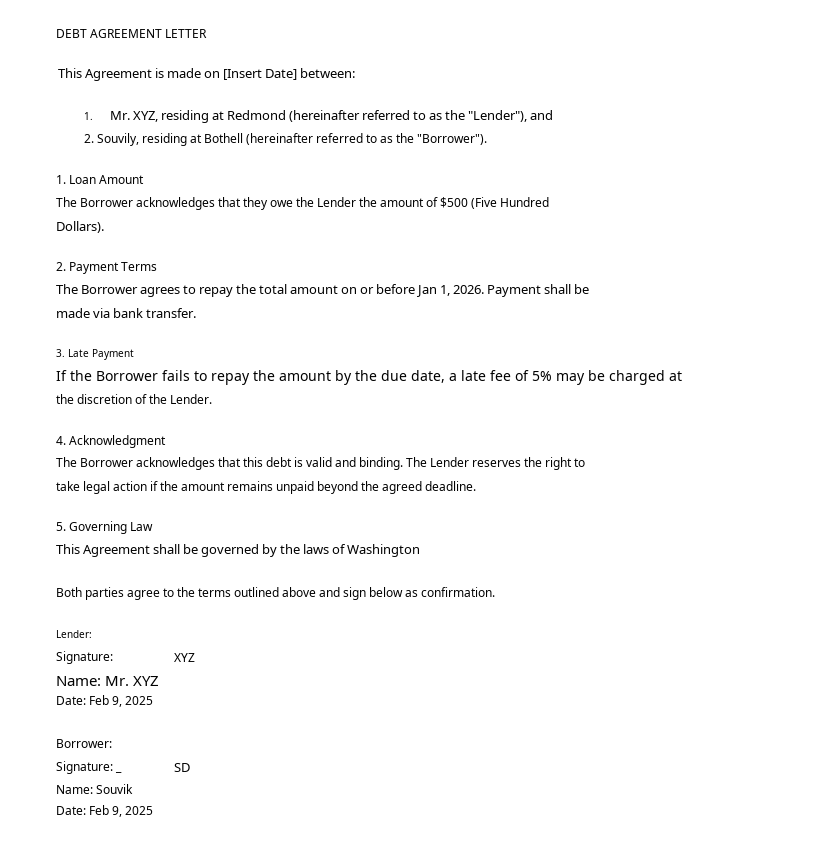 DEBT AGREEMENT LETTER
This Agreement is made on [Insert Date] between:
1. Mr. XYZ, residing at Redmond (hereinafter referred to as the "Lender"), and
2. Souvily, residing at Bothell (hereinafter referred to as the "Borrower").
1. Loan Amount
The Borrower acknowledges that they owe the Lender the amount of $500 (Five Hundred
Dollars).
2. Payment Terms
The Borrower agrees to repay the total amount on or before Jan 1, 2026. Payment shall be
made via bank transfer.
3. Late Payment
If the Borrower fails to repay the amount by the due date, a late fee of 5% may be charged at
the discretion of the Lender.
4. Acknowledgment
The Borrower acknowledges that this debt is valid and binding. The Lender reserves the right to
take legal action if the amount remains unpaid beyond the agreed deadline.
5. Governing Law
This Agreement shall be governed by the laws of Washington
Both parties agree to the terms outlined above and sign below as confirmation.
Lender:
Signature: XYZ
Name: Mr. XYZ
Date: Feb 9, 2025
Borrower:
Signature: _ SD
Name: Souvik
Date: Feb 9, 2025